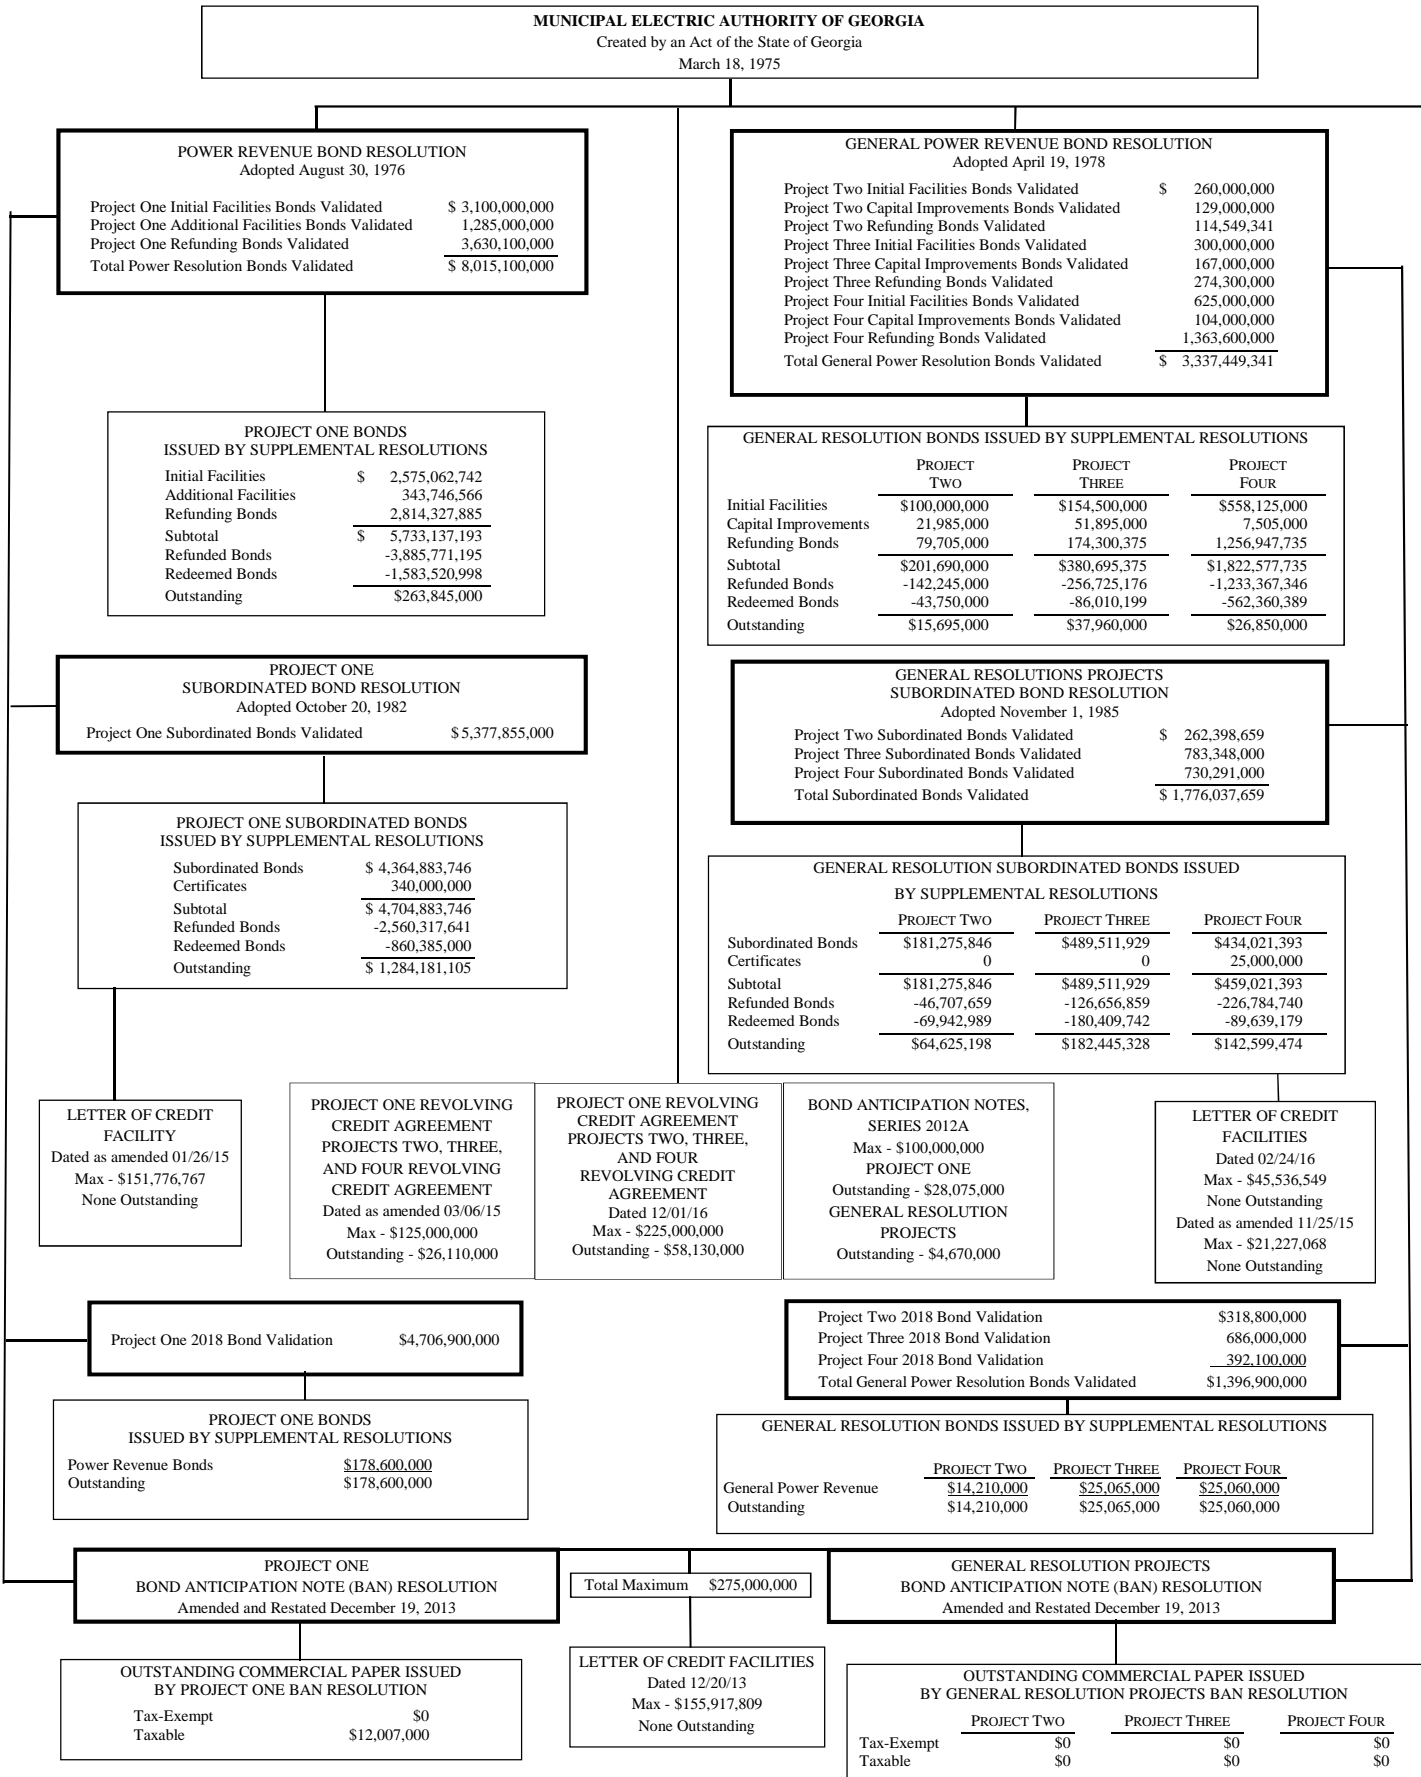 MUNICIPAL ELECTRIC AUTHORITY OF GEORGIA
Created by an Act of the State of Georgia
March 18, 1975
POWER REVENUE BOND RESOLUTION
Adopted August 30, 1976
Project One Initial Facilities Bonds Validated $ 3,100,000,000
Project One Additional Facilities Bonds Validated 1,285,000,000
Project One Refunding Bonds Validated 3,630,100,000
Total Power Resolution Bonds Validated $ 8,015,100,000
GENERAL POWER REVENUE BOND RESOLUTION
Adopted April 19, 1978
Project Two Initial Facilities Bonds Validated $ 260,000,000
Project Two Capital Improvements Bonds Validated 129,000,000
Project Two Refunding Bonds Validated 114,549,341
Project Three Initial Facilities Bonds Validated 300,000,000
Project Three Capital Improvements Bonds Validated 167,000,000
Project Three Refunding Bonds Validated 274,300,000
Project Four Initial Facilities Bonds Validated 625,000,000
Project Four Capital Improvements Bonds Validated 104,000,000
Project Four Refunding Bonds Validated 1,363,600,000
Total General Power Resolution Bonds Validated $ 3,337,449,341
PROJECT ONE BONDS
ISSUED BY SUPPLEMENTAL RESOLUTIONS
Initial Facilities $ 2,575,062,742
Additional Facilities 343,746,566
Refunding Bonds 2,814,327,885
Subtotal $ 5,733,137,193
Refunded Bonds -3,885,771,195
Redeemed Bonds -1,583,520,998
Outstanding $263,845,000
GENERAL RESOLUTION BONDS ISSUED BY SUPPLEMENTAL RESOLUTIONS
PROJECT PROJECT PROJECT
TWO THREE FOUR
Initial Facilities $100,000,000 $154,500,000 $558,125,000
Capital Improvements 21,985,000 51,895,000 7,505,000
Refunding Bonds 79,705,000 174,300,375 1,256,947,735
Subtotal $201,690,000 $380,695,375 $1,822,577,735
Refunded Bonds -142,245,000 -256,725,176 -1,233,367,346
Redeemed Bonds -43,750,000 -86,010,199 -562,360,389
Outstanding $15,695,000 $37,960,000 $26,850,000
PROJECT ONE
SUBORDINATED BOND RESOLUTION
Adopted October 20, 1982
Project One Subordinated Bonds Validated $5,377,855,000
GENERAL RESOLUTIONS PROJECTS
SUBORDINATED BOND RESOLUTION
Adopted November 1, 1985
Project Two Subordinated Bonds Validated $ 262,398,659
Project Three Subordinated Bonds Validated 783,348,000
Project Four Subordinated Bonds Validated 730,291,000
Total Subordinated Bonds Validated $ 1,776,037,659
PROJECT ONE SUBORDINATED BONDS
ISSUED BY SUPPLEMENTAL RESOLUTIONS
Subordinated Bonds $ 4,364,883,746
Certificates 340,000,000
Subtotal $ 4,704,883,746
Refunded Bonds -2,560,317,641
Redeemed Bonds -860,385,000
Outstanding $ 1,284,181,105
GENERAL RESOLUTION SUBORDINATED BONDS ISSUED
BY SUPPLEMENTAL RESOLUTIONS
PROJECT TWO PROJECT THREE PROJECT FOUR
Subordinated Bonds $181,275,846 $489,511,929 $434,021,393
Certificates 0 0 25,000,000
Subtotal $181,275,846 $489,511,929 $459,021,393
Refunded Bonds -46,707,659 -126,656,859 -226,784,740
Redeemed Bonds -69,942,989 -180,409,742 -89,639,179
Outstanding $64,625,198 $182,445,328 $142,599,474
LETTER OF CREDIT
FACILITY
Dated as amended 01/26/15
Max - $151,776,767
None Outstanding
PROJECT ONE REVOLVING
CREDIT AGREEMENT
PROJECTS TWO, THREE,
AND FOUR REVOLVING
CREDIT AGREEMENT
Dated as amended 03/06/15
Max - $125,000,000
Outstanding - $26,110,000
PROJECT ONE REVOLVING
CREDIT AGREEMENT
PROJECTS TWO, THREE,
AND FOUR
REVOLVING CREDIT
AGREEMENT
Dated 12/01/16
Max - $225,000,000
Outstanding - $58,130,000
BOND ANTICIPATION NOTES,
SERIES 2012A
Max - $100,000,000
PROJECT ONE
Outstanding - $28,075,000
GENERAL RESOLUTION
PROJECTS
Outstanding - $4,670,000
LETTER OF CREDIT
FACILITIES
Dated 02/24/16
Max - $45,536,549
None Outstanding
Dated as amended 11/25/15
Max - $21,227,068
None Outstanding
Project One 2018 Bond Validation $4,706,900,000
Project Two 2018 Bond Validation $318,800,000
Project Three 2018 Bond Validation 686,000,000
Project Four 2018 Bond Validation 392,100,000
Total General Power Resolution Bonds Validated $1,396,900,000
PROJECT ONE BONDS
ISSUED BY SUPPLEMENTAL RESOLUTIONS
Power Revenue Bonds $178,600,000
Outstanding $178,600,000
GENERAL RESOLUTION BONDS ISSUED BY SUPPLEMENTAL RESOLUTIONS
PROJECT TWO PROJECT THREE PROJECT FOUR
General Power Revenue $14,210,000 $25,065,000 $25,060,000
Outstanding $14,210,000 $25,065,000 $25,060,000
PROJECT ONE
BOND ANTICIPATION NOTE (BAN) RESOLUTION
Amended and Restated December 19, 2013
Total Maximum $275,000,000
GENERAL RESOLUTION PROJECTS
BOND ANTICIPATION NOTE (BAN) RESOLUTION
Amended and Restated December 19, 2013
OUTSTANDING COMMERCIAL PAPER ISSUED
BY PROJECT ONE BAN RESOLUTION
Tax-Exempt $0
Taxable $12,007,000
LETTER OF CREDIT FACILITIES
Dated 12/20/13
Max - $155,917,809
None Outstanding
OUTSTANDING COMMERCIAL PAPER ISSUED
BY GENERAL RESOLUTION PROJECTS BAN RESOLUTION
PROJECT TWO PROJECT THREE PROJECT FOUR
Tax-Exempt $0 $0 $0
Taxable $0 $0 $0